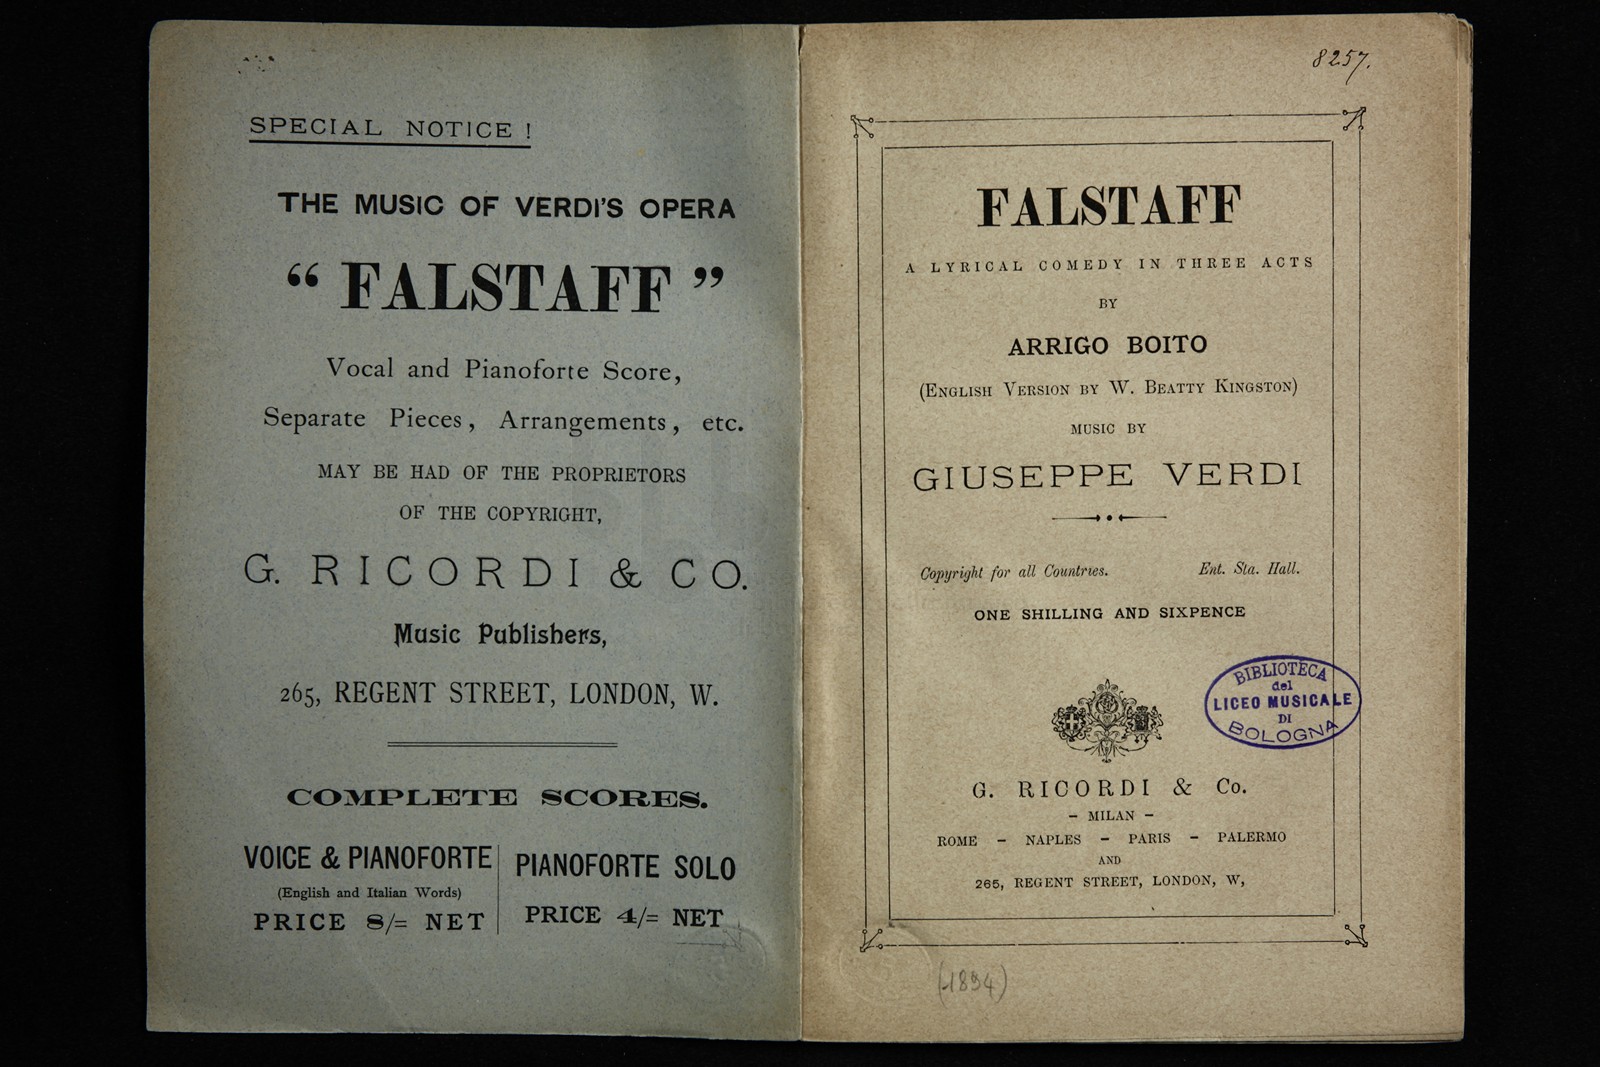 SPECIAL NOTICE !
THE MUSIC OF VERDI'S OPERA
“ FALSTAFF ”
Vocal and Pianoforte Score,
Separate Pieces, Arrangements, etc.
MAY BE HAD OF THE PROPRIETORS
OF THE COPYRIGHT,
G. RICORDI & CO.
Music Publishers,
265, REGENT STREET, LONDON, W.
COMPLETE SCORES.
VOICE & PIANOFORTE
(English and Italian Words)
PRICE 8/= NET
PIANOFORTE SOLO
PRICE 4/= NET
8257.
FALSTAFF
A LYRICAL COMEDY IN THREE ACTS
BY
ARRIGO BOITO
(ENGLISH VERSION BY W. BEATTY KINGSTON)
MUSIC BY
GIUSEPPE VERDI
Copyright for all Countries. Ent. Sta. Hall.
ONE SHILLING AND SIXPENCE
BIBLIOTECA
del
LICEO MUSICALE
DI
BOLOGNA
G. RICORDI & Co.
- MILAN -
ROME - NAPLES - PARIS - PALERMO
AND
265, REGENT STREET, LONDON, W,
(1894)